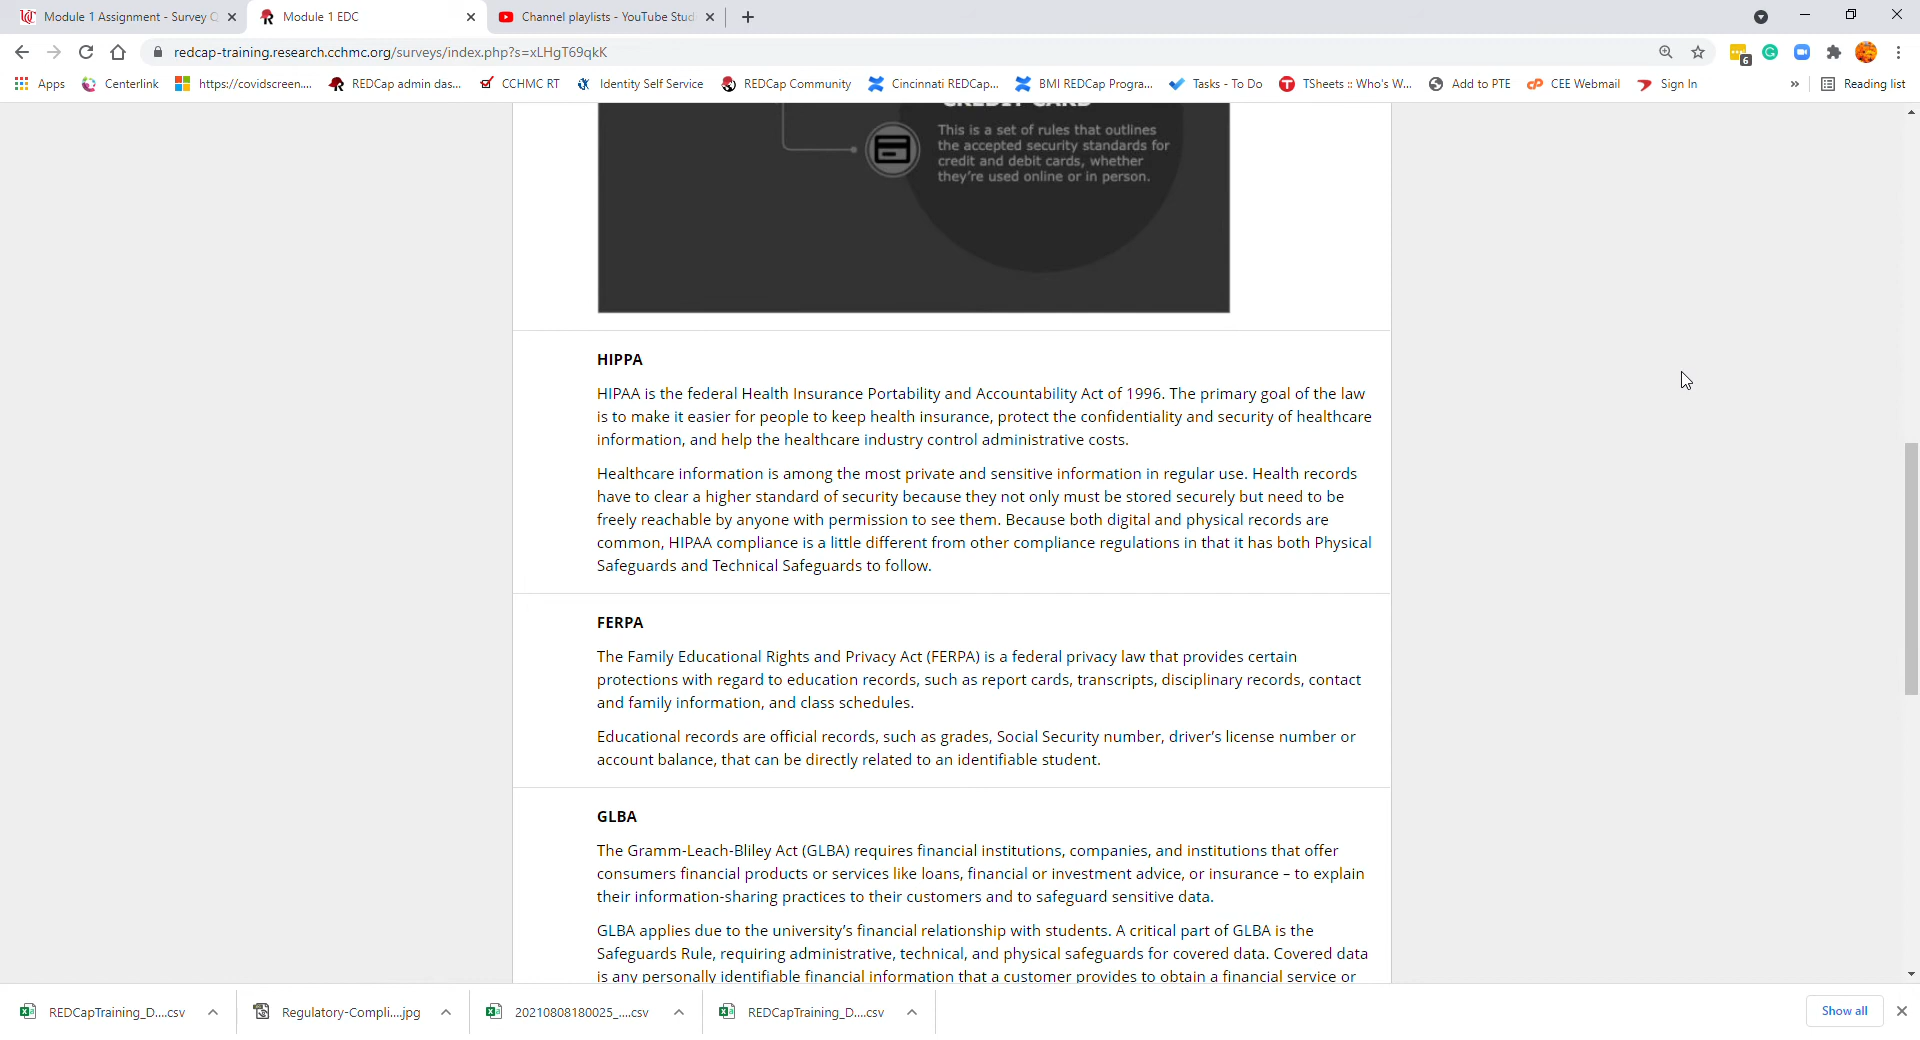 Module 1 Assignment - Survey Q
Module 1 EDC
Channel playlists - YouTube Stud
redcap-training.research.cchmc.org/surveys/index.php?s=xLHgT69qkK
6
Apps
Centerlink
https://covidscreen....
REDCap admin das...
CCHMC RT
Identity Self Service
REDCap Community
Cincinnati REDCap...
BMI REDCap Progra...
Tasks - To Do
TSheets :: Who's W...
Add to PTE
CEE Webmail
Sign In
»
Reading list
CREDIT CARD
This is a set of rules that outlines
the accepted security standards for
credit and debit cards, whether
they're used online or in person.
HIPPA
HIPAA is the federal Health Insurance Portability and Accountability Act of 1996. The primary goal of the law
is to make it easier for people to keep health insurance, protect the confidentiality and security of healthcare
information, and help the healthcare industry control administrative costs.
Healthcare information is among the most private and sensitive information in regular use. Health records
have to clear a higher standard of security because they not only must be stored securely but need to be
freely reachable by anyone with permission to see them. Because both digital and physical records are
common, HIPAA compliance is a little different from other compliance regulations in that it has both Physical
Safeguards and Technical Safeguards to follow.
FERPA
The Family Educational Rights and Privacy Act (FERPA) is a federal privacy law that provides certain
protections with regard to education records, such as report cards, transcripts, disciplinary records, contact
and family information, and class schedules.
Educational records are official records, such as grades, Social Security number, driver's license number or
account balance, that can be directly related to an identifiable student.
GLBA
The Gramm-Leach-Bliley Act (GLBA) requires financial institutions, companies, and institutions that offer
consumers financial products or services like loans, financial or investment advice, or insurance – to explain
their information-sharing practices to their customers and to safeguard sensitive data.
GLBA applies due to the university's financial relationship with students. A critical part of GLBA is the
Safeguards Rule, requiring administrative, technical, and physical safeguards for covered data. Covered data
is any personally identifiable financial information that a customer provides to obtain a financial service or
REDCapTraining_D....csv
Regulatory-Compli....jpg
20210808180025_....csv
REDCapTraining_D....csv
Show all